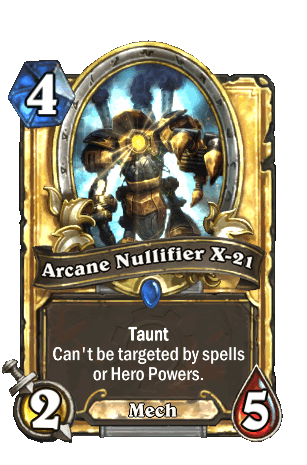 4
Arcane Nullifier X-21
Taunt
Can't be targeted by spells
or Hero Powers.
2
Mech
5